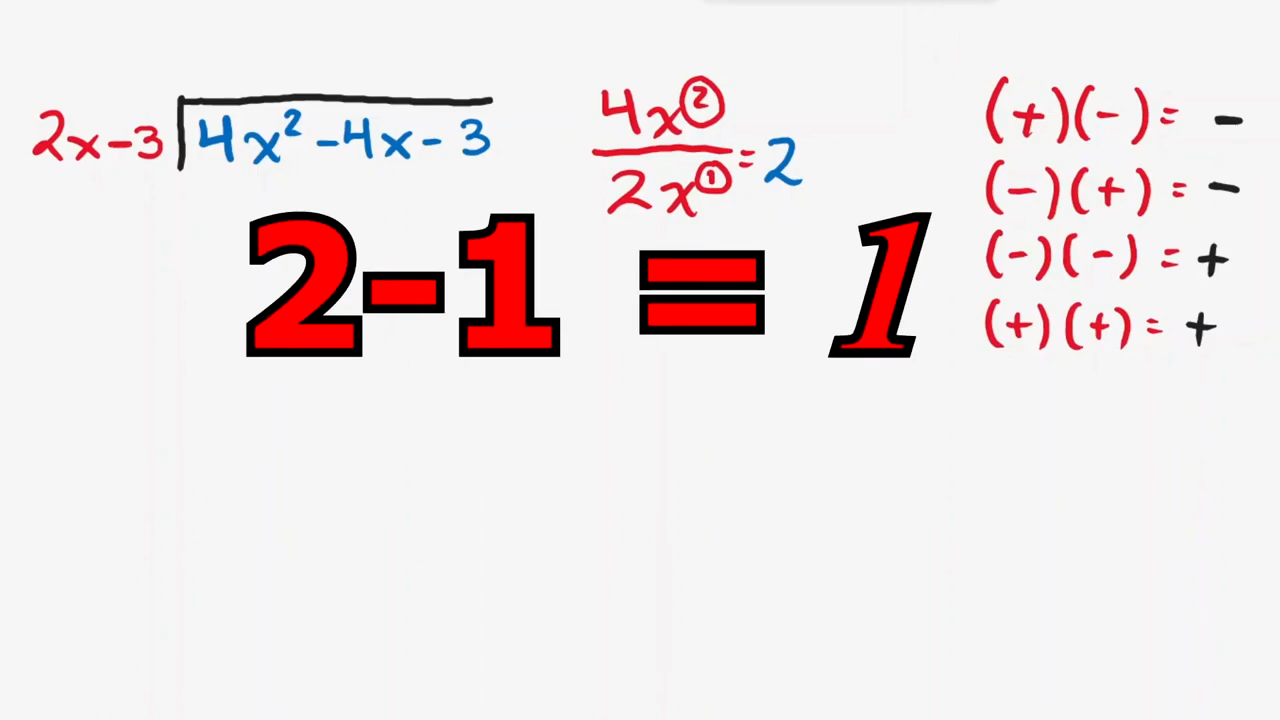 2x-3 4x² -4x - 3
4x²
2x¹ = 2
2-1 = 1
(+)(-)= -
(-)(+) = -
(-)(-) = +
(+)(+) = +